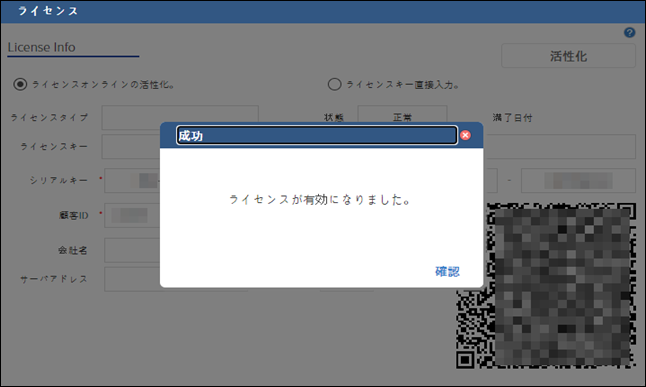 ライセンス
License Info
?
活性化
ライセンスオンラインの活性化。
ライセンスキー直接入力。
ライセンスタイプ
状態
正常
満了日付
ライセンスキー
シリアルキー
*
-
顧客ID
*
会社名
サーバアドレス
成功
ライセンスが有効になりました。
確認